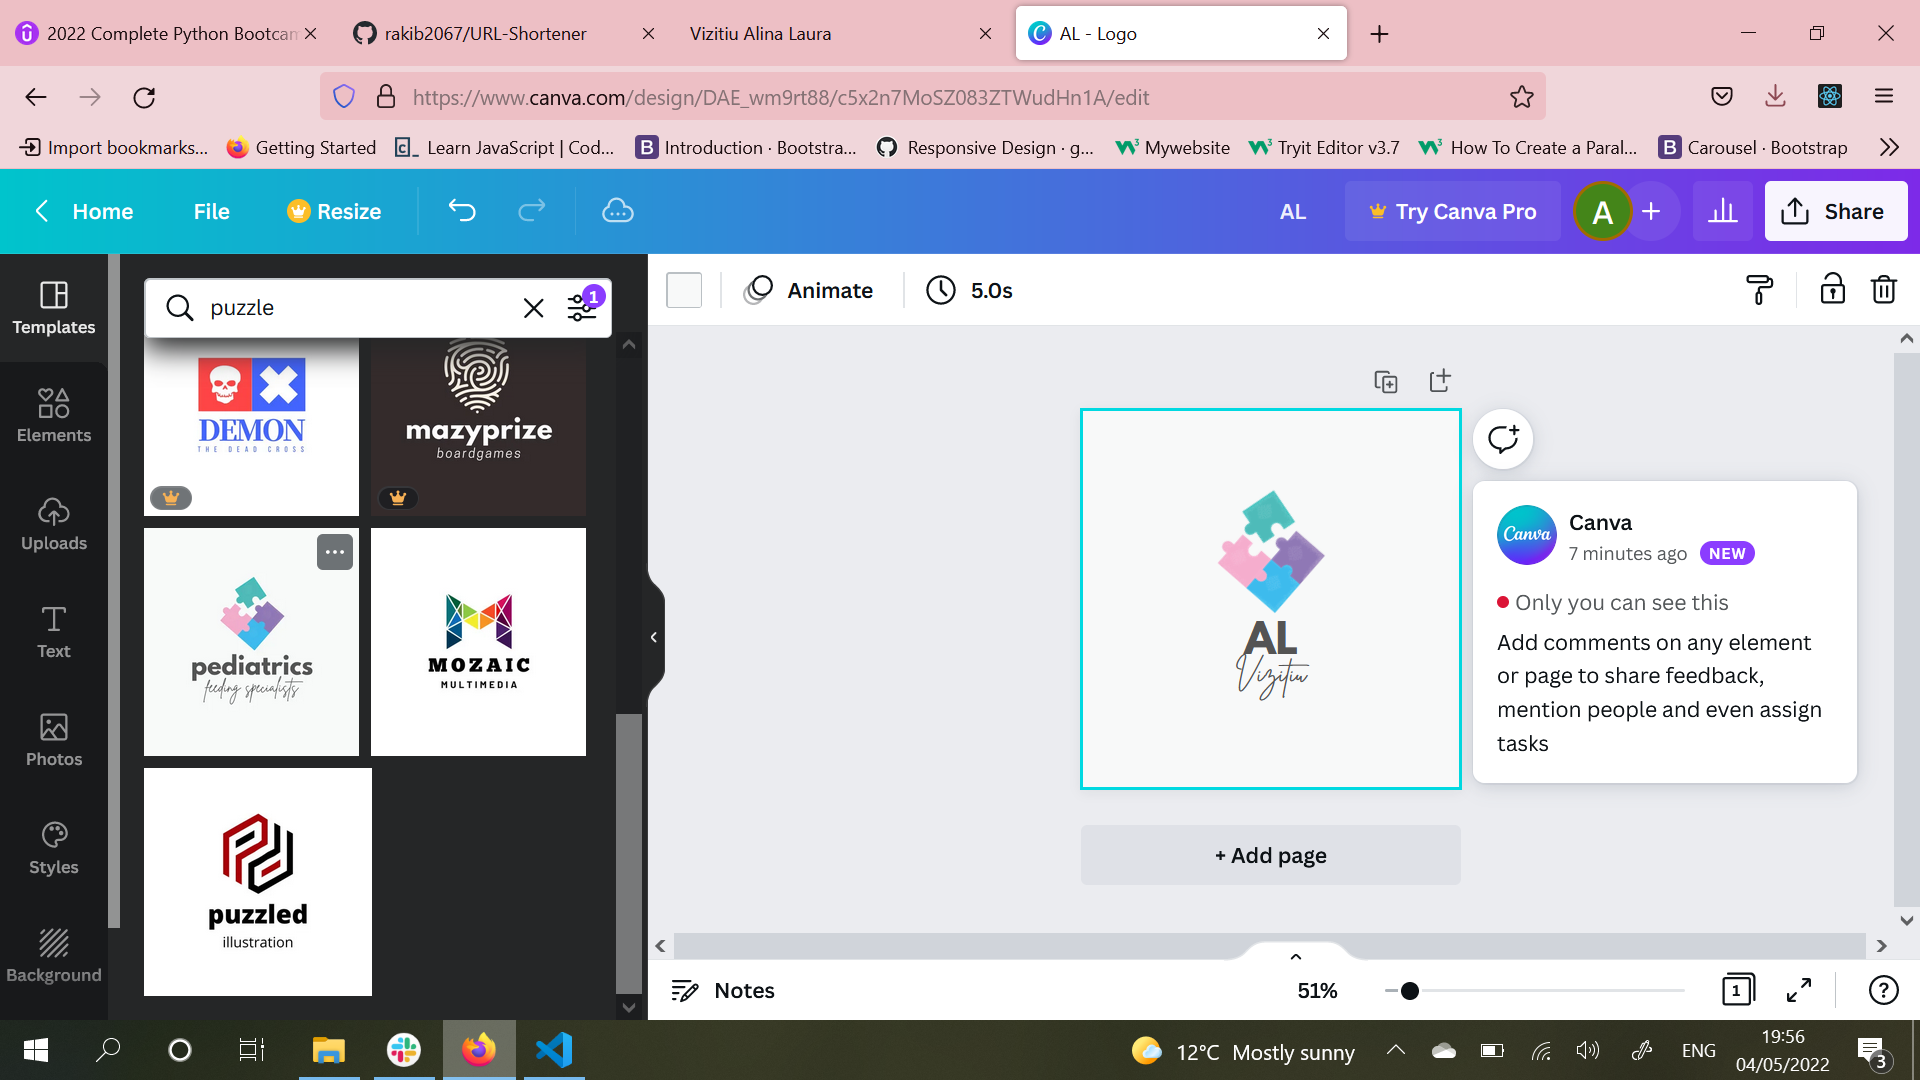 2022 Complete Python Bootcam
rakib2067/URL-Shortener
Vizitiu Alina Laura
AL - Logo
https://www.canva.com/design/DAE_wm9rt88/c5x2n7MoSZ083ZTWudHn1A/edit
Import bookmarks...
Getting Started
Learn JavaScript | Cod...
Introduction · Bootstra...
Responsive Design · g...
Mywebsite
Tryit Editor v3.7
How To Create a Paral...
Carousel · Bootstrap
Home
File
Resize
AL
Try Canva Pro
A
Share
Templates
Elements
Uploads
Text
Photos
Styles
Background
puzzle
1
DEMON
THE DEAD CROSS
mazyprize
boardgames
pediatrics
feeding specialists
MOZAIC
MULTIMEDIA
puzzled
illustration
Animate
5.0s
AL
Vizitiu
Canva
Canva
7 minutes ago
NEW
Only you can see this
Add comments on any element
or page to share feedback,
mention people and even assign
tasks
+ Add page
Notes
51%
1
12°C Mostly sunny
ENG
19:56
04/05/2022
3